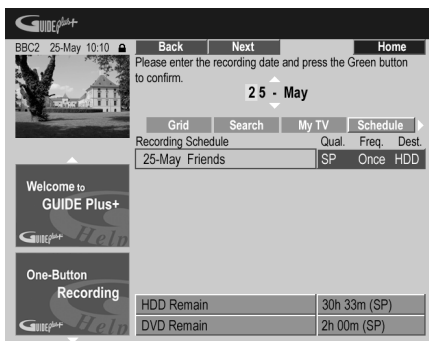 GUIDE plus+
BBC2 25-May 10:10
Back Next Home
Please enter the recording date and press the Green button
to confirm.
25 - May
Grid Search My TV Schedule
Recording Schedule Qual. Freq. Dest.
25-May Friends SP Once HDD
Welcome to
GUIDE Plus+
GUIDE plus+ Help
One-Button
Recording
GUIDE plus+ Help
HDD Remain 30h 33m (SP)
DVD Remain 2h 00m (SP)